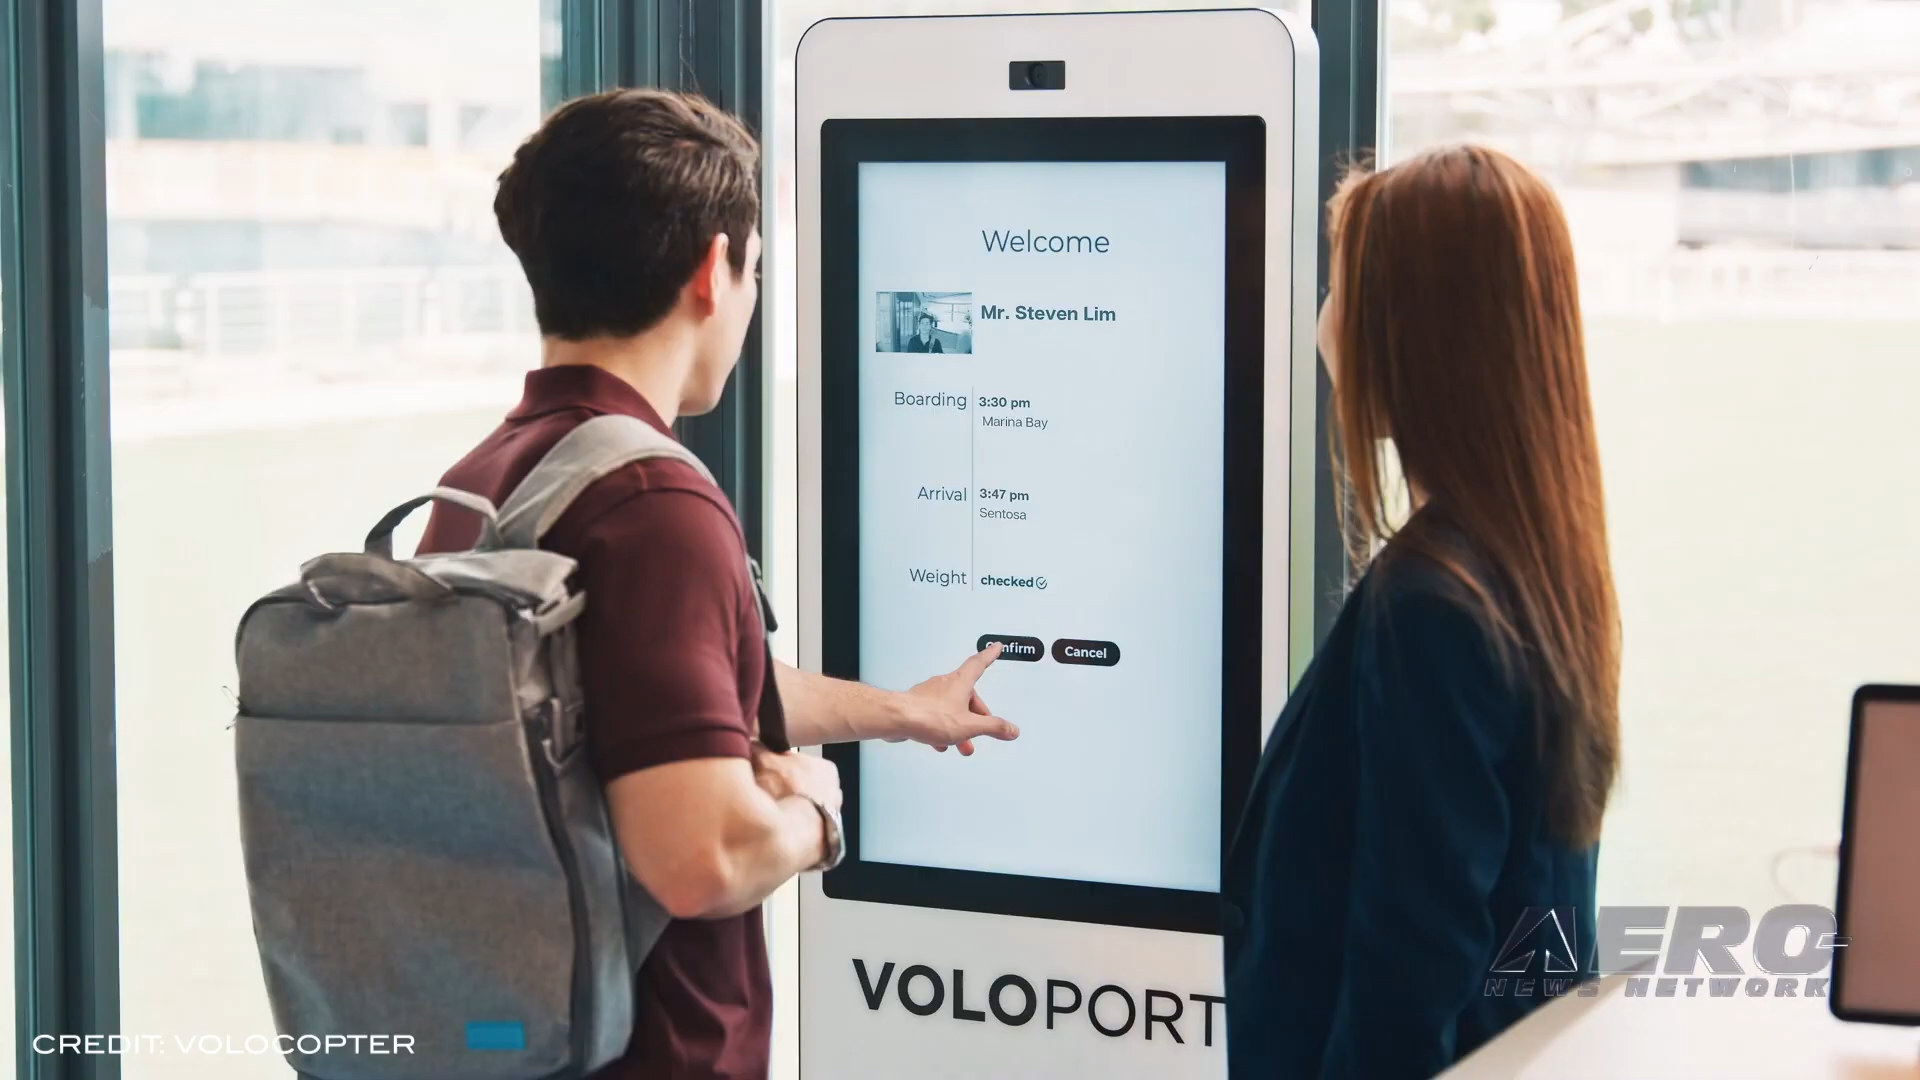 Welcome
Mr. Steven Lim
Boarding
3:30 pm
Marina Bay
Arrival
3:47 pm
Sentosa
Weight
checked
Confirm
Cancel
VOLOPORT
AERO-
NEWS NETWORK
CREDIT: VOLOCOPTER